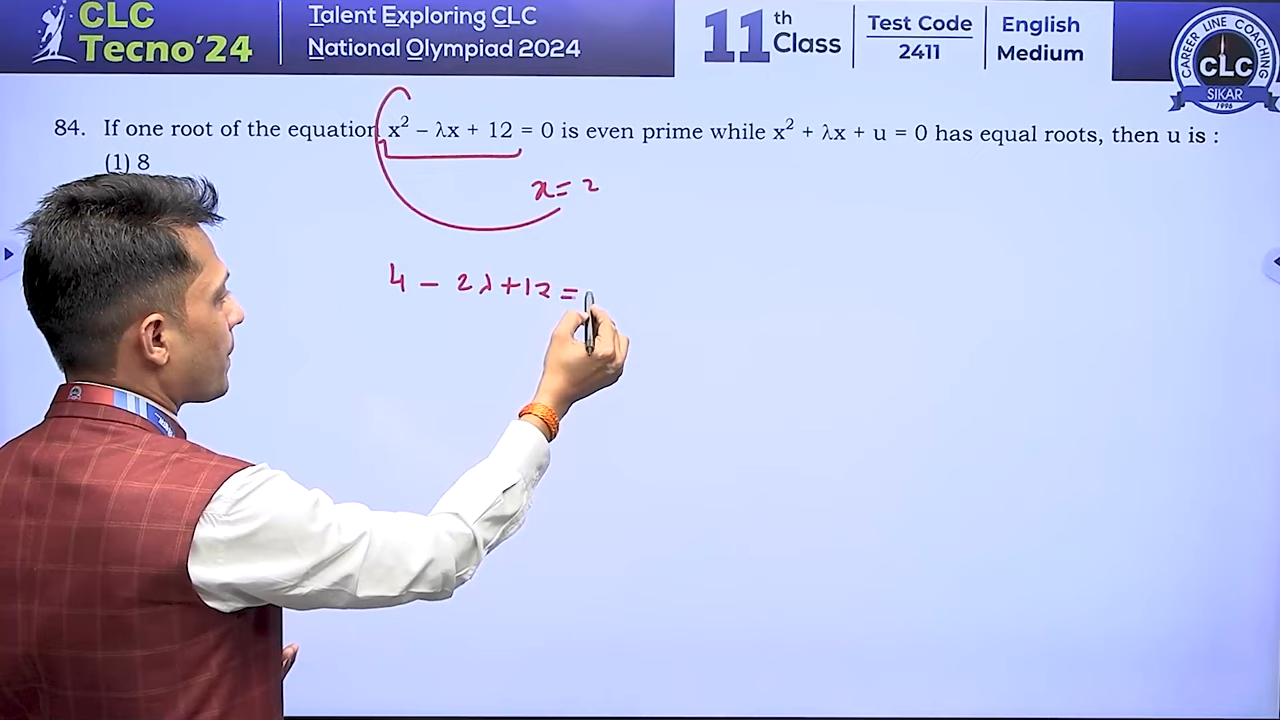 CLC
Tecno'24
Talent Exploring CLC
National Olympiad 2024
11th Class
Test Code
2411
English
Medium
CAREER LINE COACHING
CLC
SIKAR
1996
84. If one root of the equation x² – λx + 12 = 0 is even prime while x² + λx + u = 0 has equal roots, then u is :
(1) 8
x = 2
4 – 2λ + 12 =